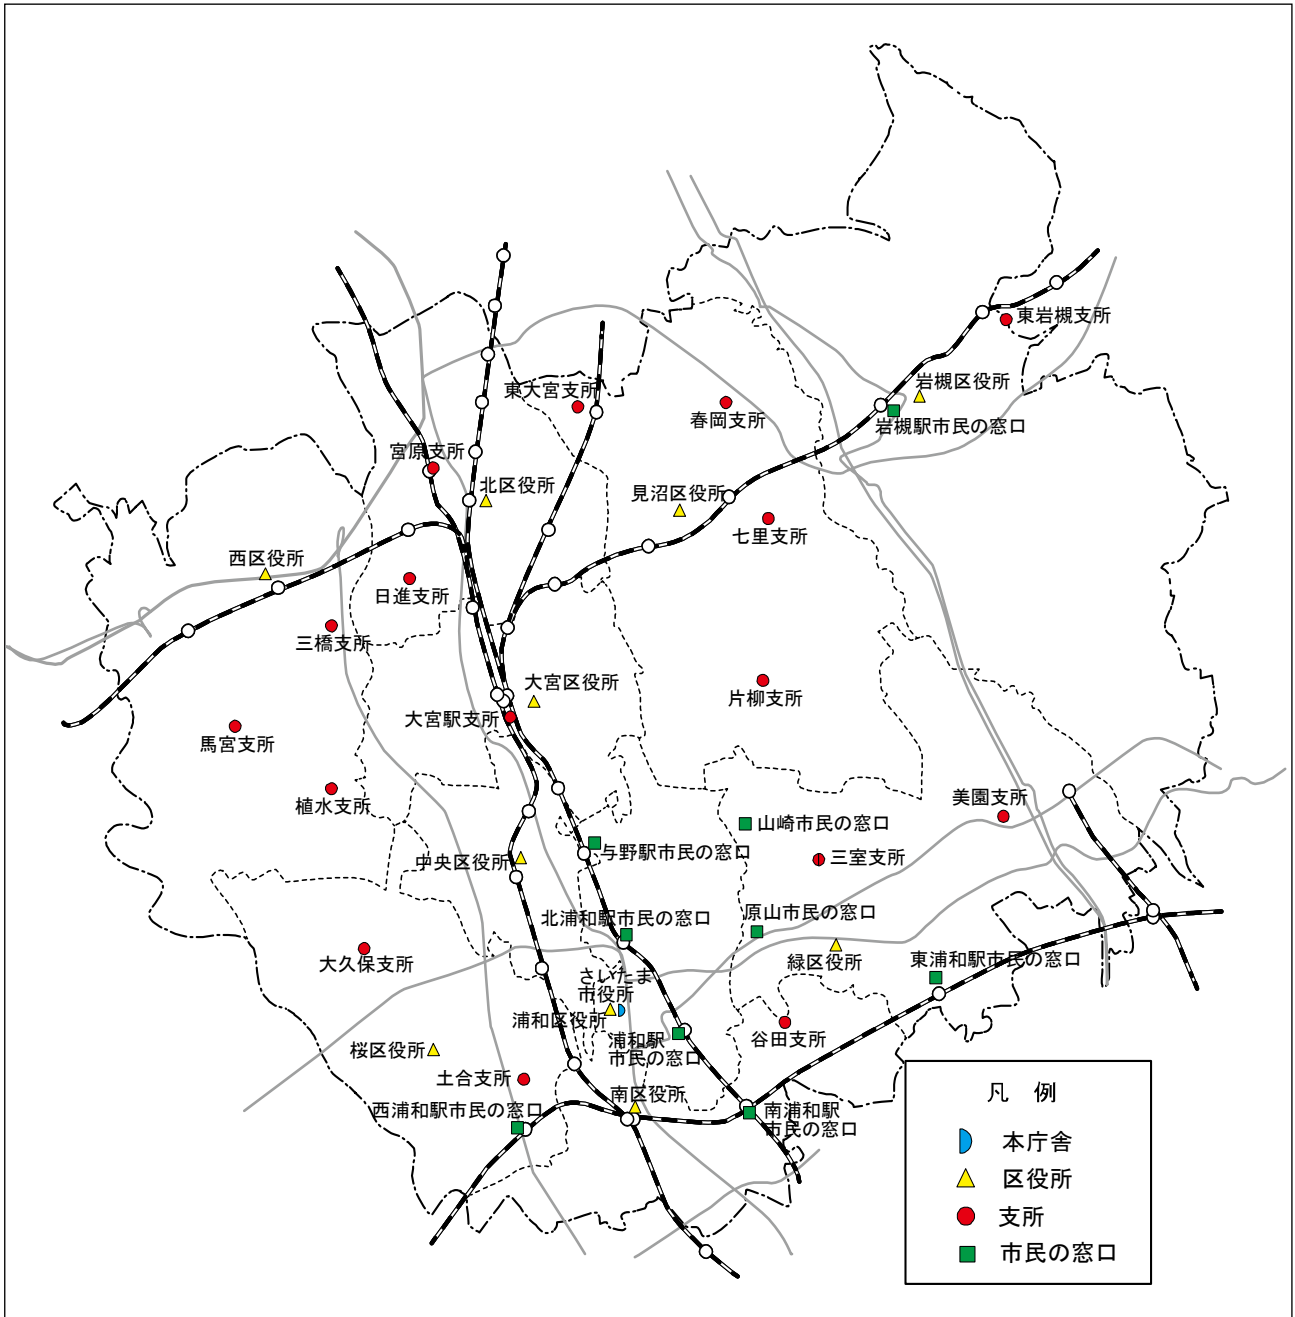 東岩槻支所
岩槻区役所
岩槻駅市民の窓口
東大宮支所
春岡支所
宮原支所
北区役所
見沼区役所
七里支所
西区役所
日進支所
三橋支所
大宮区役所
片柳支所
大宮駅支所
馬宮支所
植水支所
美園支所
山崎市民の窓口
与野駅市民の窓口
三室支所
中央区役所
北浦和駅市民の窓口
原山市民の窓口
大久保支所
緑区役所
東浦和駅市民の窓口
さいたま
市役所
浦和区役所
浦和駅
市民の窓口
谷田支所
桜区役所
土合支所
南区役所
西浦和駅市民の窓口
南浦和駅
市民の窓口
凡 例
本庁舎
区役所
支所
市民の窓口